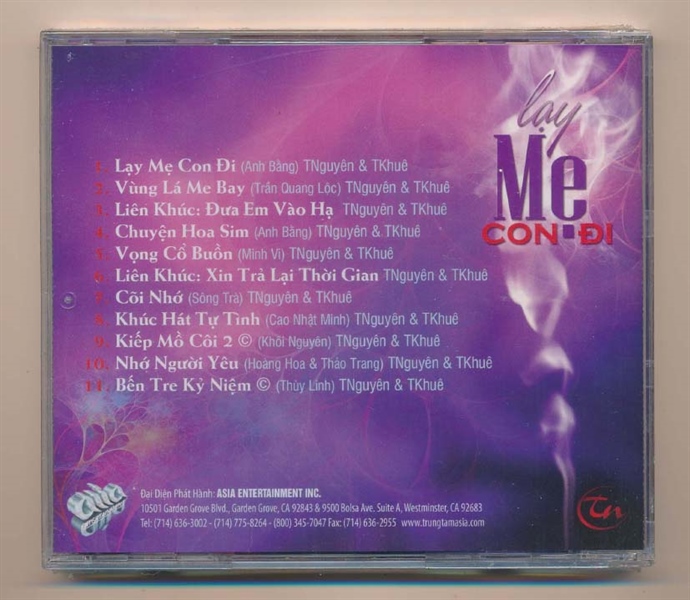 lạy
Mẹ
CON ĐI
1. Lạy Mẹ Con Đi (Anh Bằng) TNguyên & TKhuê
2. Vùng Lá Me Bay (Trần Quang Lộc) TNguyên & TKhuê
3. Liên Khúc: Đưa Em Vào Hạ TNguyên & TKhuê
4. Chuyện Hoa Sim (Anh Bằng) TNguyên & TKhuê
5. Vọng Cổ Buồn (Minh Vi) TNguyên & TKhuê
6. Liên Khúc: Xin Trả Lại Thời Gian TNguyên & TKhuê
7. Cõi Nhớ (Sông Trà) TNguyên & TKhuê
8. Khúc Hát Tự Tình (Cao Nhật Minh) TNguyên & TKhuê
9. Kiếp Mồ Côi 2 © (Khôi Nguyên) TNguyên & TKhuê
10. Nhớ Người Yêu (Hoàng Hoa & Thảo Trang) TNguyên & TKhuê
11. Bến Tre Kỷ Niệm © (Thùy Linh) TNguyên & TKhuê
Đại Diện Phát Hành: ASIA ENTERTAINMENT INC.
10501 Garden Grove Blvd., Garden Grove, CA 92843 & 9500 Bolsa Ave. Suite A, Westminster, CA 92683
Tel: (714) 636-3002 - (714) 775-8264 - (800) 345-7047 Fax: (714) 636-2955 www.trungtamasia.com
tn